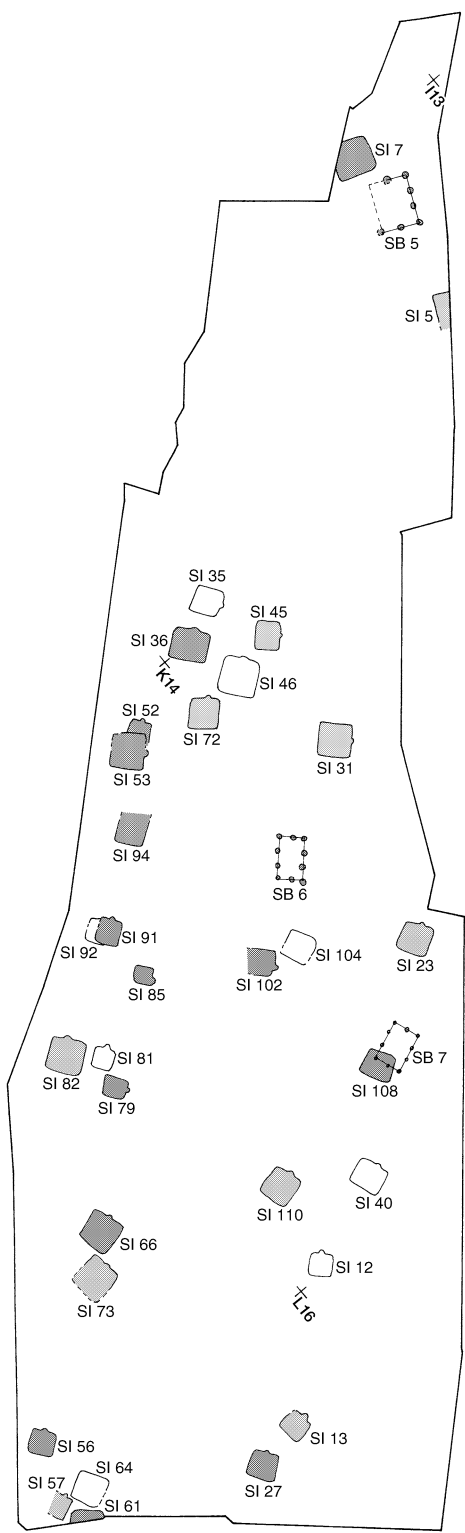 I13
SI 7
SB 5
SI 5
SI 35
SI 45
SI 36
K14
SI 46
SI 52
SI 72
SI 53
SI 31
SI 94
SB 6
SI 91
SI 92
SI 104
SI 23
SI 102
SI 85
SI 81
SB 7
SI 82
SI 108
SI 79
SI 40
SI 110
SI 66
SI 12
L16
SI 73
SI 13
SI 56
SI 64
SI 27
SI 57
SI 61